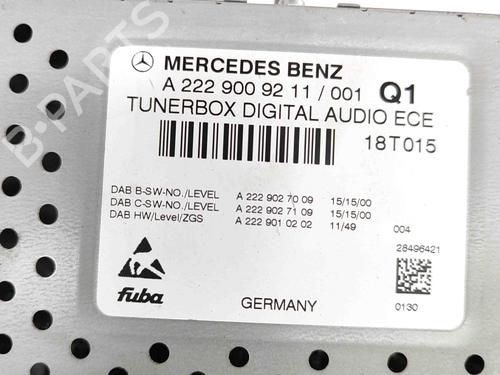 B-PARTS
MERCEDES BENZ
A 222 900 92 11 / 001 Q1
TUNERBOX DIGITAL AUDIO ECE
18T015
DAB B-SW-NO./LEVEL A 222 902 70 09 15/15/00
DAB C-SW-NO./LEVEL A 222 902 71 09 15/15/00
DAB HW/Level/ZGS A 222 901 02 02 11/49
004
28496421
fuba
GERMANY
0130